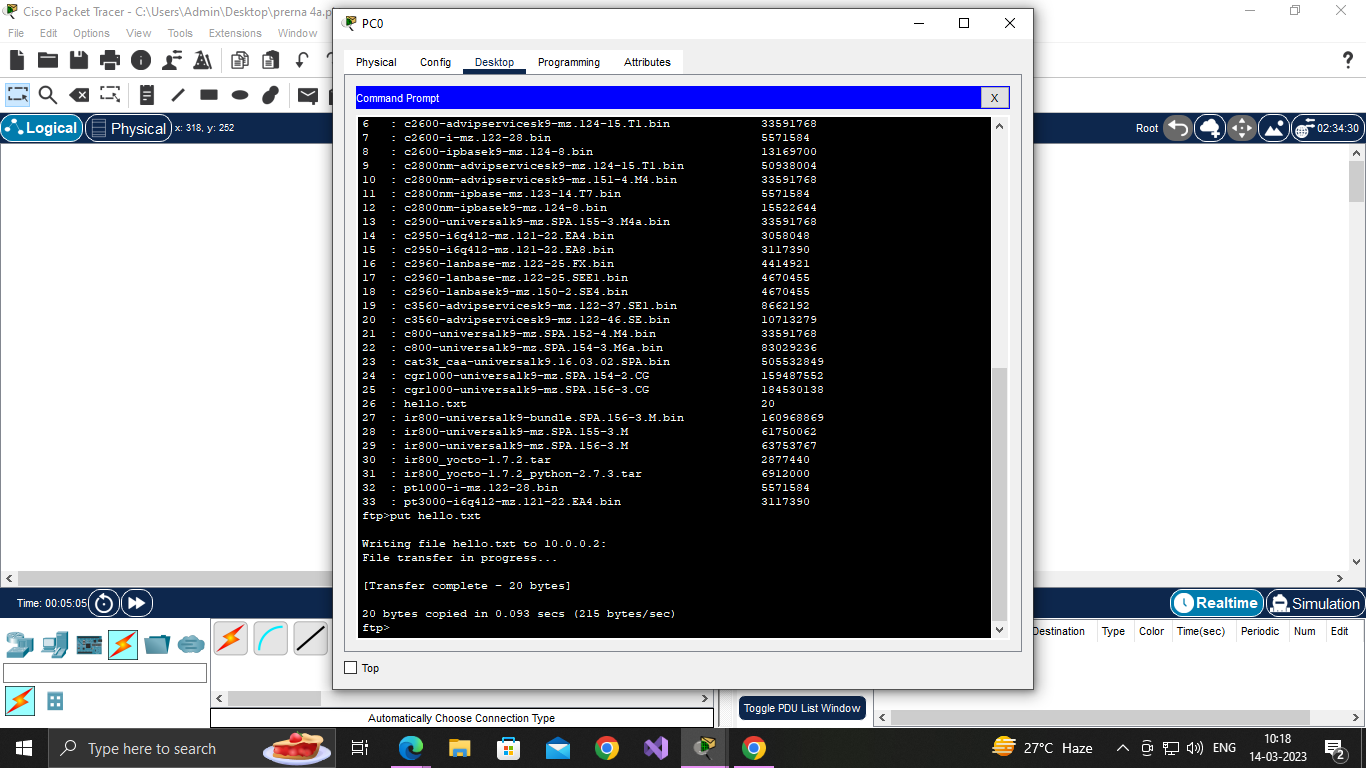 Cisco Packet Tracer - C:\Users\Admin\Desktop\prerna 4a.p
File Edit Options View Tools Extensions Window
PC0
Physical Config Desktop Programming Attributes
Command Prompt X
Logical Physical x: 318, y: 252
Root 02:34:30
6 : c2600-advipservicesk9-mz.124-15.T1.bin 33591768
7 : c2600-i-mz.122-28.bin 5571584
8 : c2600-ipbasek9-mz.124-8.bin 13169700
9 : c2800nm-advipservicesk9-mz.124-15.T1.bin 50938004
10 : c2800nm-advipservicesk9-mz.151-4.M4.bin 33591768
11 : c2800nm-ipbase-mz.123-14.T7.bin 5571584
12 : c2800nm-ipbasek9-mz.124-8.bin 15522644
13 : c2900-universalk9-mz.SPA.155-3.M4a.bin 33591768
14 : c2950-i6q4l2-mz.121-22.EA4.bin 3058048
15 : c2950-i6q4l2-mz.121-22.EA8.bin 3117390
16 : c2960-lanbase-mz.122-25.FX.bin 4414921
17 : c2960-lanbase-mz.122-25.SEE1.bin 4670455
18 : c2960-lanbasek9-mz.150-2.SE4.bin 4670455
19 : c3560-advipservicesk9-mz.122-37.SE1.bin 8662192
20 : c3560-advipservicesk9-mz.122-46.SE.bin 10713279
21 : c800-universalk9-mz.SPA.152-4.M4.bin 33591768
22 : c800-universalk9-mz.SPA.154-3.M6a.bin 83029236
23 : cat3k_caa-universalk9.16.03.02.SPA.bin 505532849
24 : cgr1000-universalk9-mz.SPA.154-2.CG 159487552
25 : cgr1000-universalk9-mz.SPA.156-3.CG 184530138
26 : hello.txt 20
27 : ir800-universalk9-bundle.SPA.156-3.M.bin 160968869
28 : ir800-universalk9-mz.SPA.155-3.M 61750062
29 : ir800-universalk9-mz.SPA.156-3.M 63753767
30 : ir800_yocto-1.7.2.tar 2877440
31 : ir800_yocto-1.7.2_python-2.7.3.tar 6912000
32 : pt1000-i-mz.122-28.bin 5571584
33 : pt3000-i6q4l2-mz.121-22.EA4.bin 3117390
ftp>put hello.txt
Writing file hello.txt to 10.0.0.2:
File transfer in progress...
[Transfer complete - 20 bytes]
20 bytes copied in 0.093 secs (215 bytes/sec)
ftp>
Top
Time: 00:05:05
Realtime Simulation
Destination Type Color Time(sec) Periodic Num Edit
Automatically Choose Connection Type
Toggle PDU List Window
Type here to search
27°C Haze ENG 10:18
14-03-2023
2